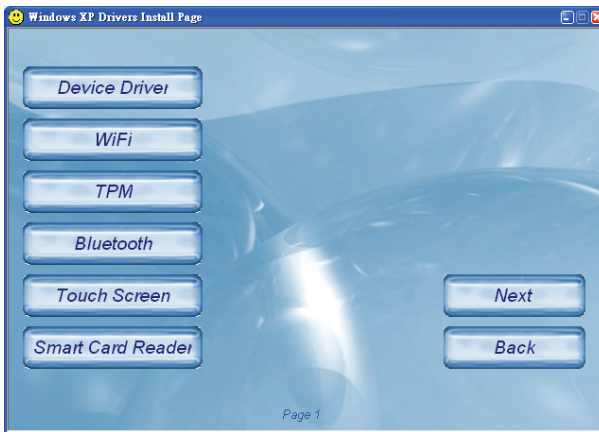 Windows XP Drivers Install Page
Device Driver
WiFi
TPM
Bluetooth
Touch Screen
Smart Card Reader
Next
Back
Page 1